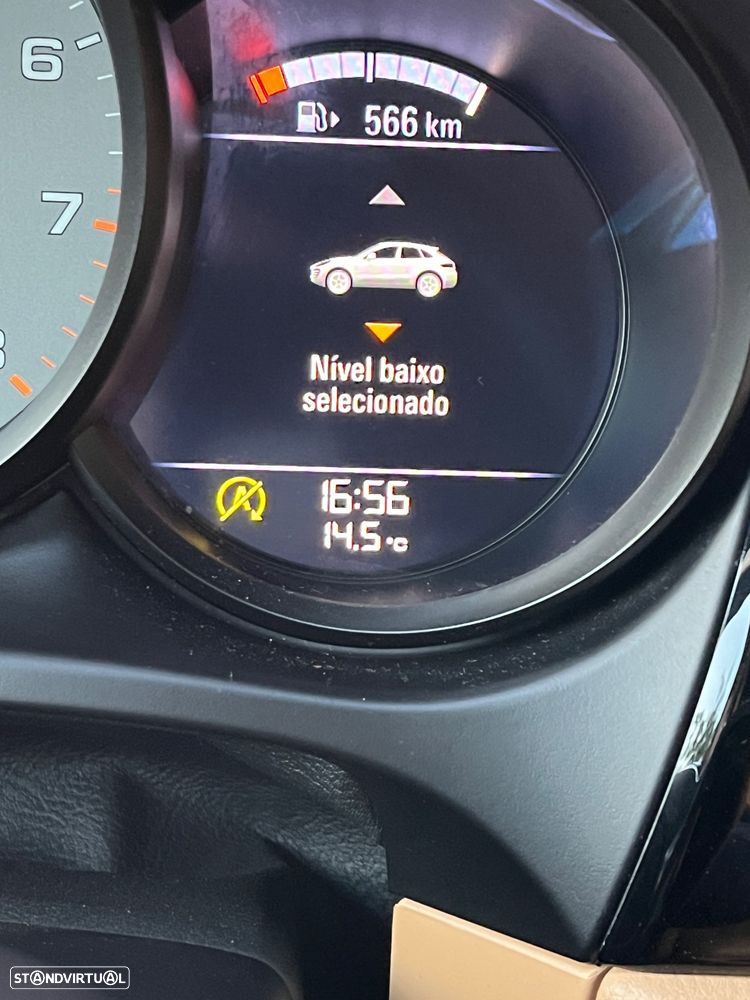 6
7
566 km
Nível baixo
selecionado
A
16:56
14.5 °C
STANDVIRTUAL